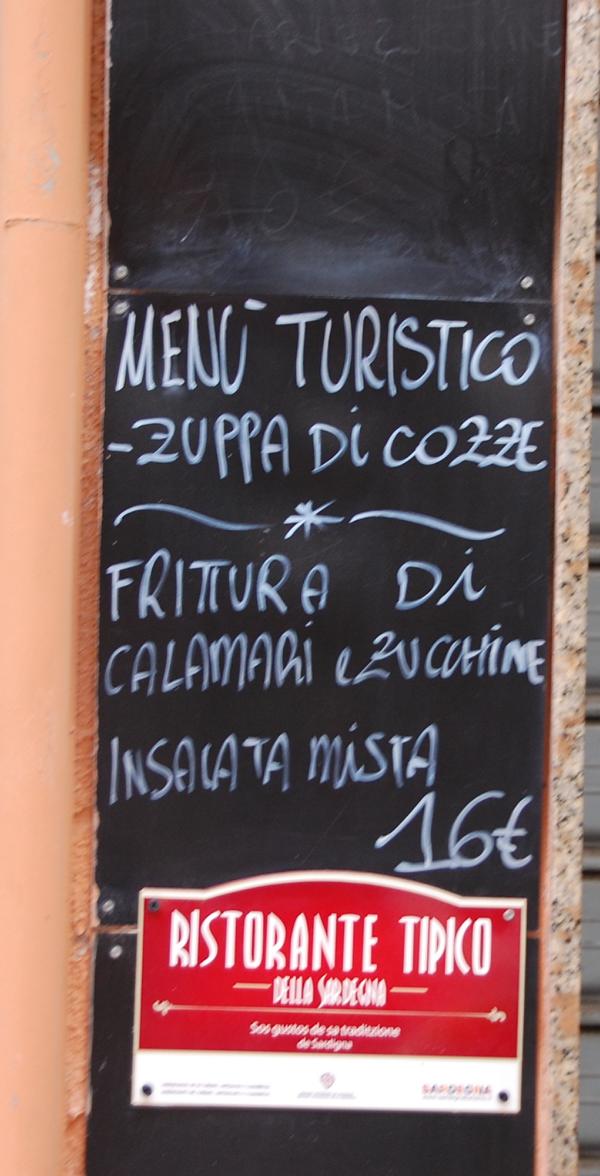 MENÙ TURISTICO
-ZUPPA Di COZZE
FRITTURA Di
CALAMARi e ZUCCHINE
INSALATA MiSTA
16€
RISTORANTE TIPICO
DELLA SARDEGNA
Sos gustos de sa traditzione
de Sardigna
SARDEGNA